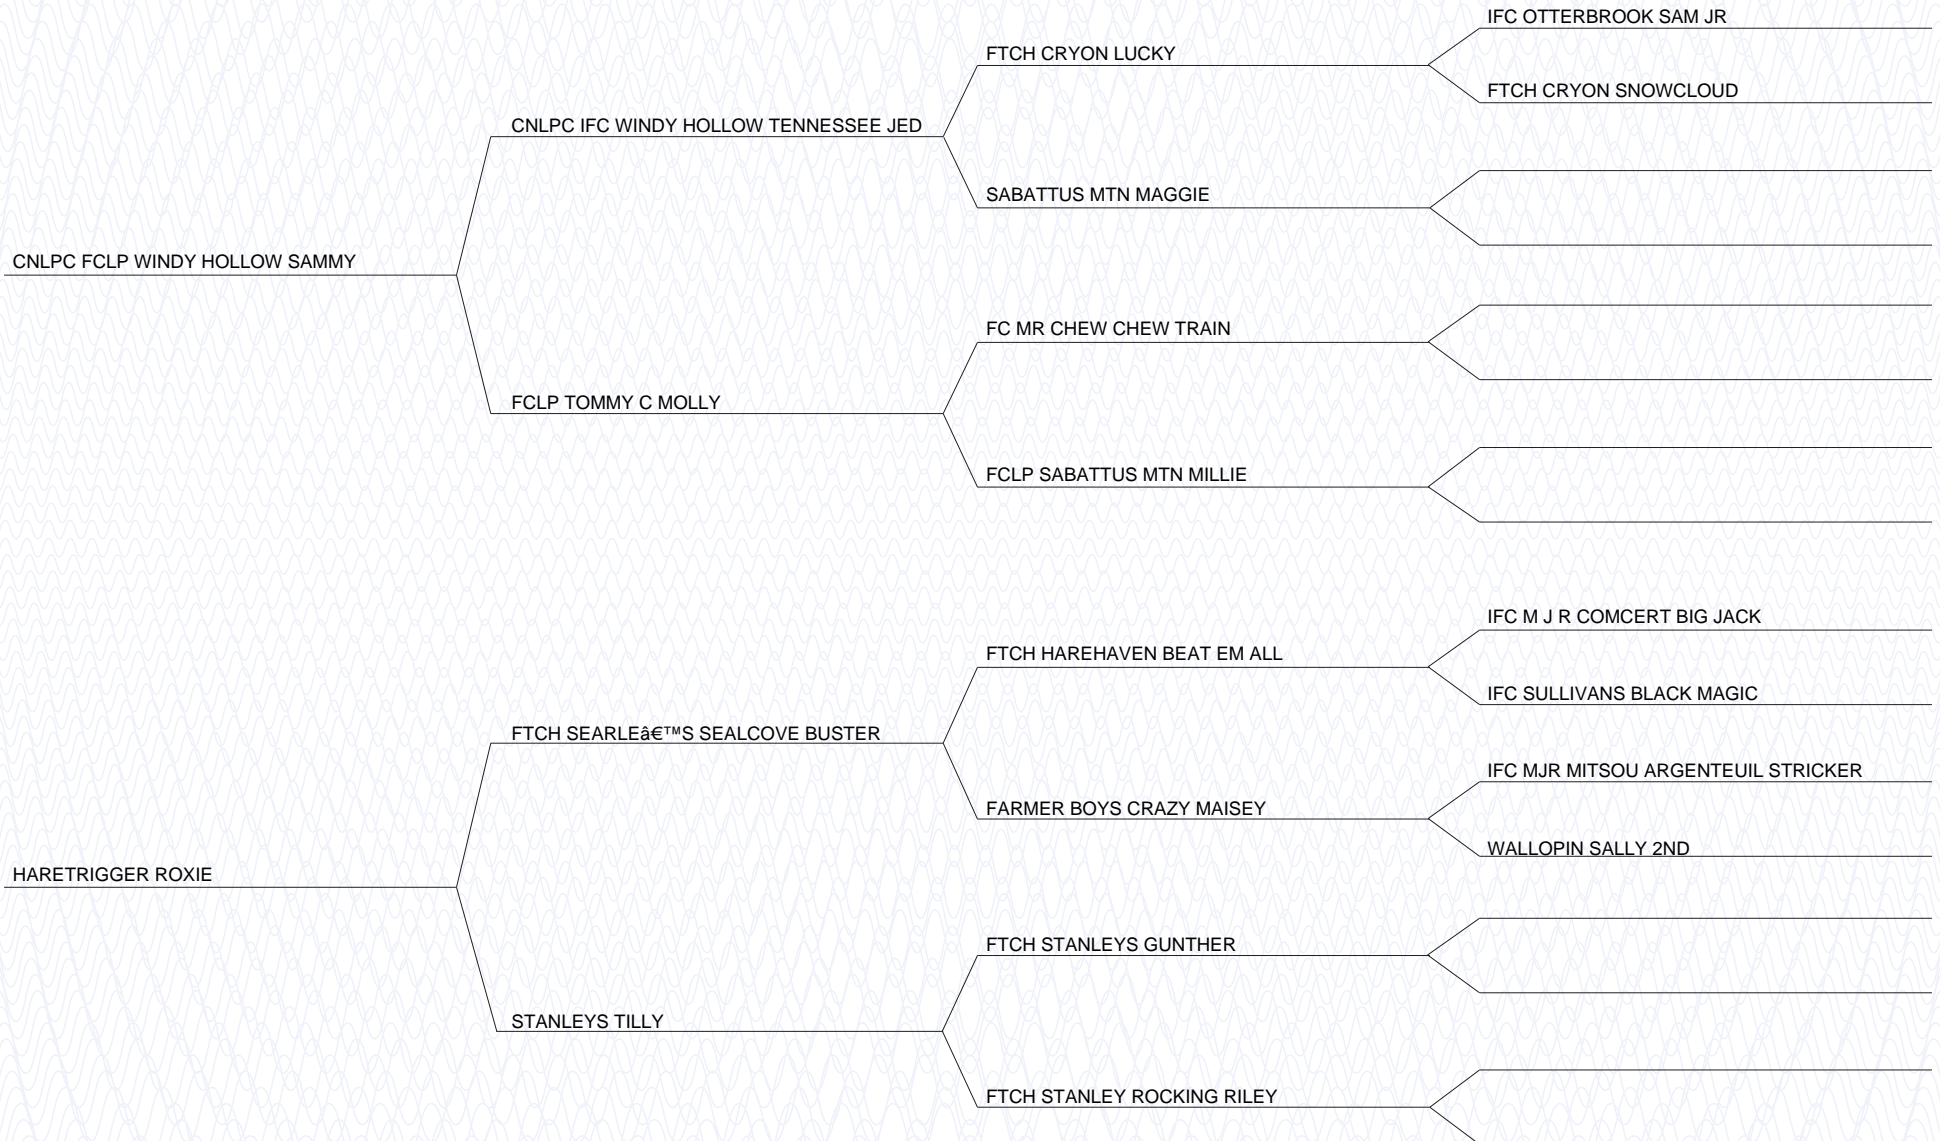 IFC OTTERBROOK SAM JR
FTCH CRYON LUCKY
FTCH CRYON SNOWCLOUD
CNLPC IFC WINDY HOLLOW TENNESSEE JED
SABATTUS MTN MAGGIE
CNLPC FCLP WINDY HOLLOW SAMMY
FC MR CHEW CHEW TRAIN
FCLP TOMMY C MOLLY
FCLP SABATTUS MTN MILLIE
IFC M J R COMCERT BIG JACK
FTCH HAREHAVEN BEAT EM ALL
IFC SULLIVANS BLACK MAGIC
FTCH SEARLE’S SEALCOVE BUSTER
IFC MJR MITSOU ARGENTEUIL STRICKER
FARMER BOYS CRAZY MAISEY
WALLOPIN SALLY 2ND
HARETRIGGER ROXIE
FTCH STANLEYS GUNTHER
STANLEYS TILLY
FTCH STANLEY ROCKING RILEY